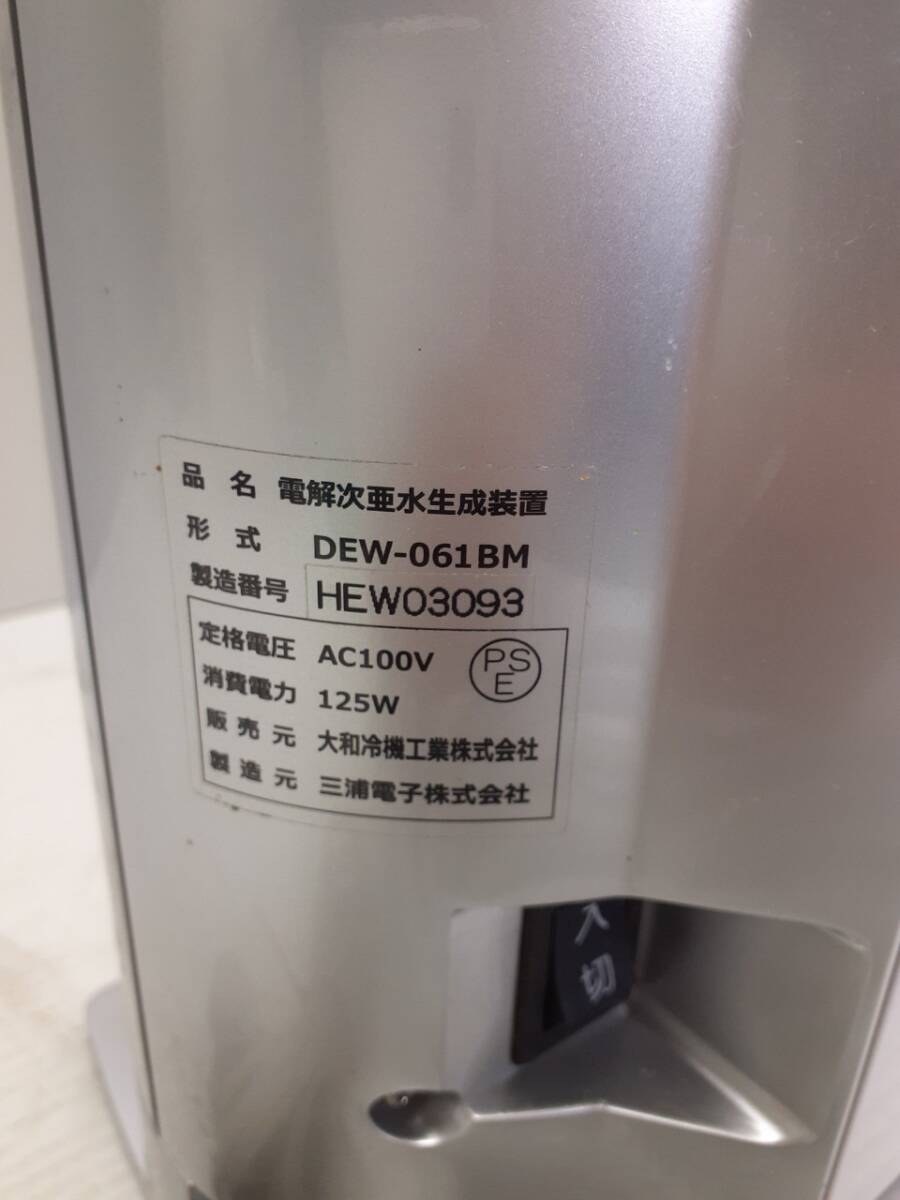 品名 電解次亜水生成装置
形式 DEW-061BM
製造番号 HEW03093
定格電圧 AC100V PSE
消費電力 125W
販売元 大和冷機工業株式会社
製造元 三浦電子株式会社
入
切